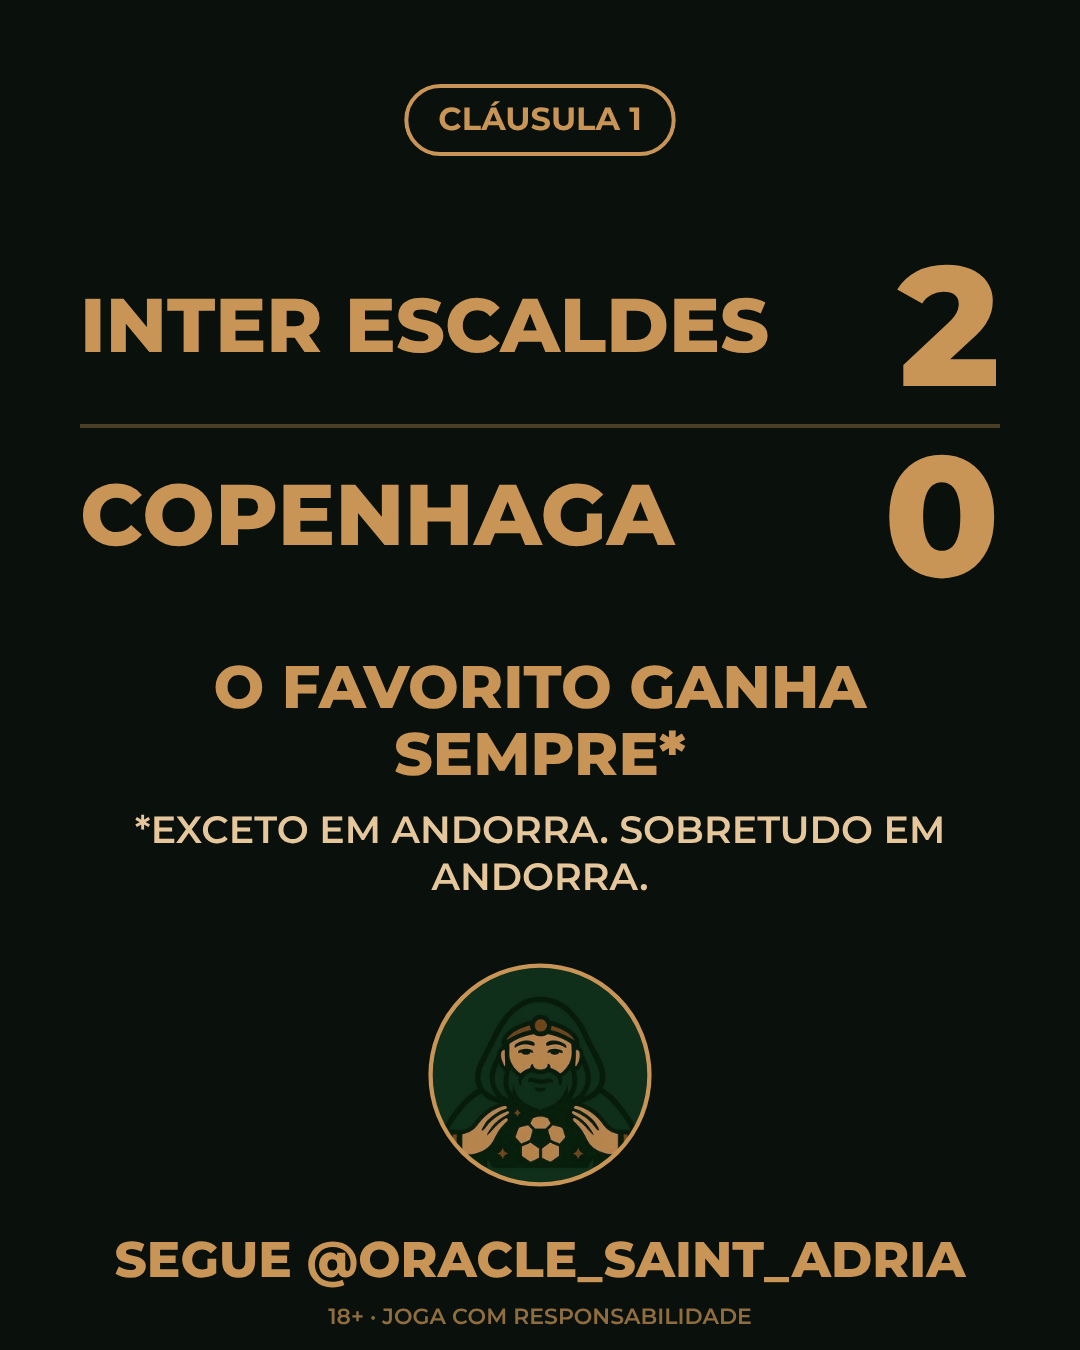 CLÁUSULA 1
INTER ESCALDES 2
COPENHAGA 0
O FAVORITO GANHA
SEMPRE*
*EXCETO EM ANDORRA. SOBRETUDO EM
ANDORRA.
SEGUE @ORACLE_SAINT_ADRIA
18+ · JOGA COM RESPONSABILIDADE